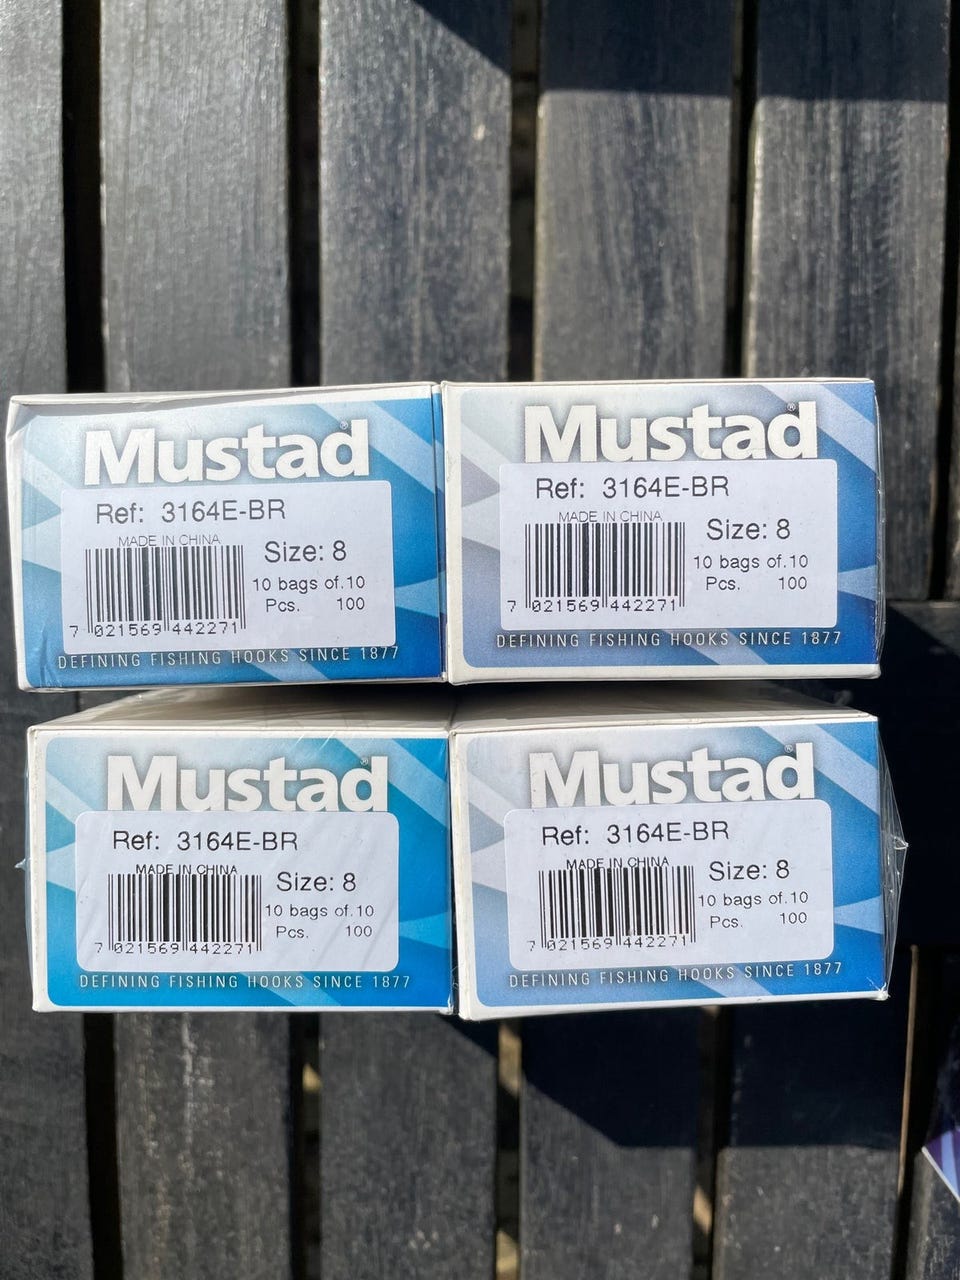 Mustad®
Ref: 3164E-BR
MADE IN CHINA
Size: 8
10 bags of.10
Pcs. 100
7 021569 442271
DEFINING FISHING HOOKS SINCE 1877
Mustad®
Ref: 3164E-BR
MADE IN CHINA
Size: 8
10 bags of.10
Pcs. 100
7 021569 442271
DEFINING FISHING HOOKS SINCE 1877
Mustad®
Ref: 3164E-BR
MADE IN CHINA
Size: 8
10 bags of.10
Pcs. 100
7 021569 442271
DEFINING FISHING HOOKS SINCE 1877
Mustad®
Ref: 3164E-BR
MADE IN CHINA
Size: 8
10 bags of.10
Pcs. 100
7 021569 442271
DEFINING FISHING HOOKS SINCE 1877